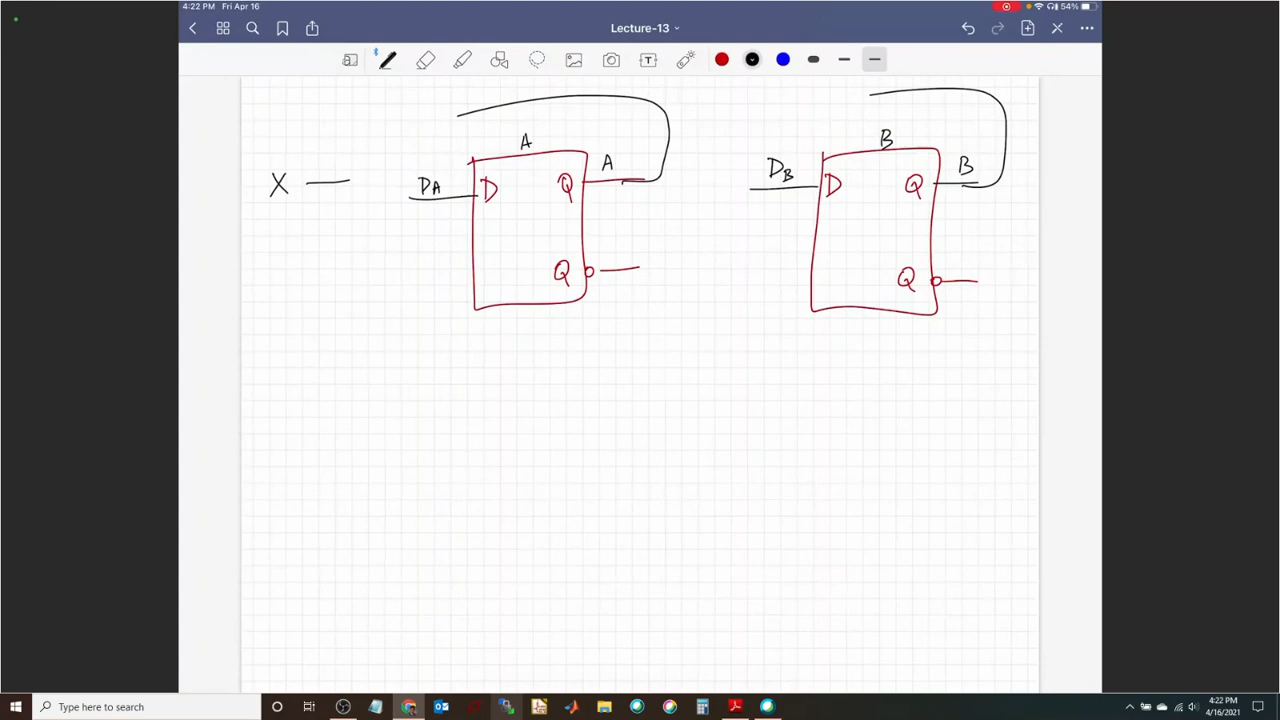 4:22 PM Fri Apr 16
54%
Lecture-13
T
A
B
X
DA
D
Q
A
DB
D
Q
B
Q
Q
Type here to search
4:22 PM
4/16/2021